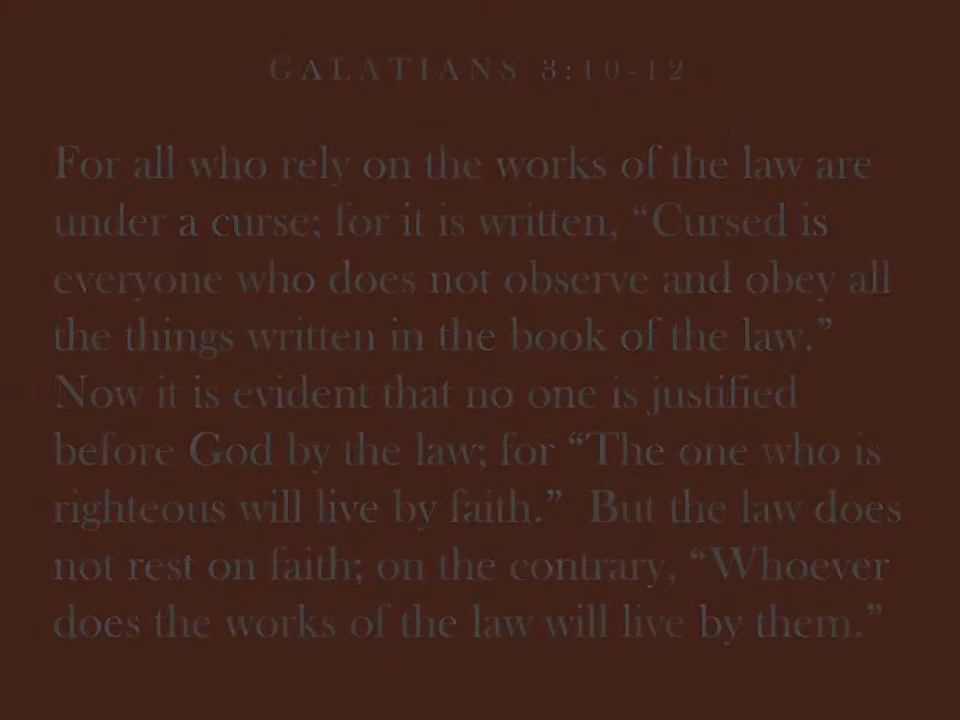 GALATIANS 3:10-12
For all who rely on the works of the law are
under a curse; for it is written, “Cursed is
everyone who does not observe and obey all
the things written in the book of the law.”
Now it is evident that no one is justified
before God by the law; for “The one who is
righteous will live by faith.”  But the law does
not rest on faith; on the contrary, “Whoever
does the works of the law will live by them.”